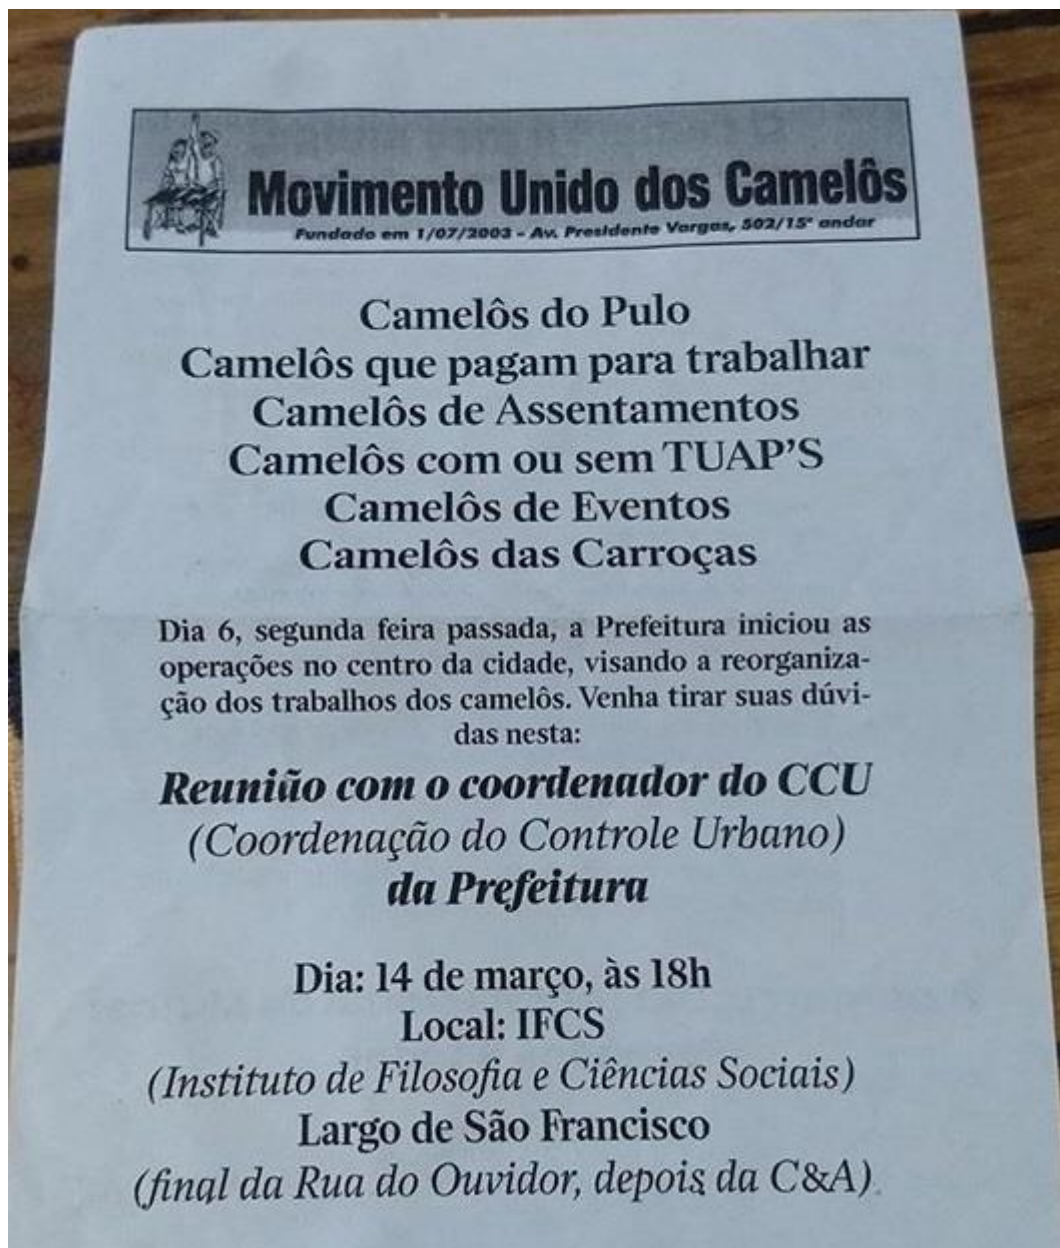 Movimento Unido dos Camelôs
Fundado em 1/07/2003 - Av. Presidente Vargas, 502/15º andar
Camelôs do Pulo
Camelôs que pagam para trabalhar
Camelôs de Assentamentos
Camelôs com ou sem TUAP’S
Camelôs de Eventos
Camelôs das Carroças
Dia 6, segunda feira passada, a Prefeitura iniciou as
operações no centro da cidade, visando a reorganiza-
ção dos trabalhos dos camelôs. Venha tirar suas dúvi-
das nesta:
Reunião com o coordenador do CCU
(Coordenação do Controle Urbano)
da Prefeitura
Dia: 14 de março, às 18h
Local: IFCS
(Instituto de Filosofia e Ciências Sociais)
Largo de São Francisco
(final da Rua do Ouvidor, depois da C&A)